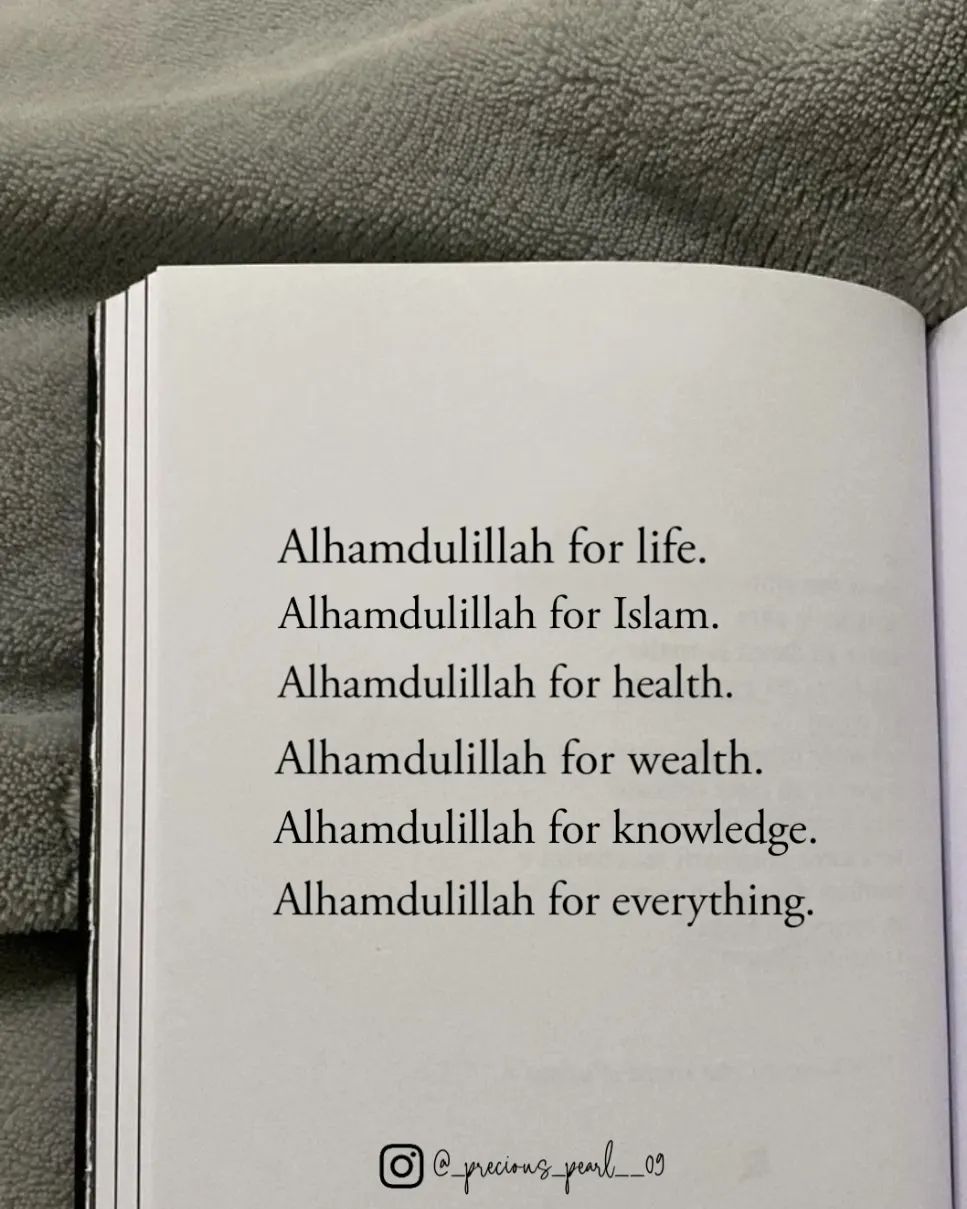 Alhamdulillah for life.
Alhamdulillah for Islam.
Alhamdulillah for health.
Alhamdulillah for wealth.
Alhamdulillah for knowledge.
Alhamdulillah for everything.
@_precious_pearl__09